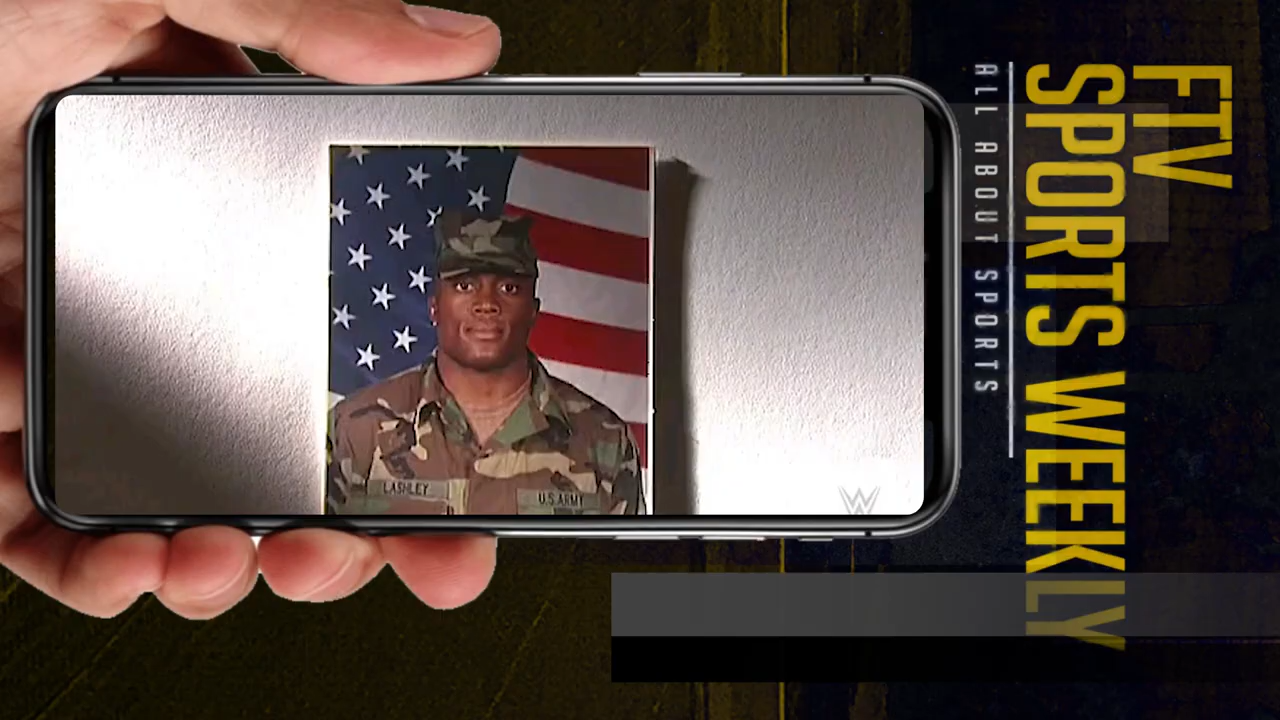 FTV
SPORTS WEEKLY
ALL ABOUT SPORTS
LASHLEY
U.S. ARMY
W